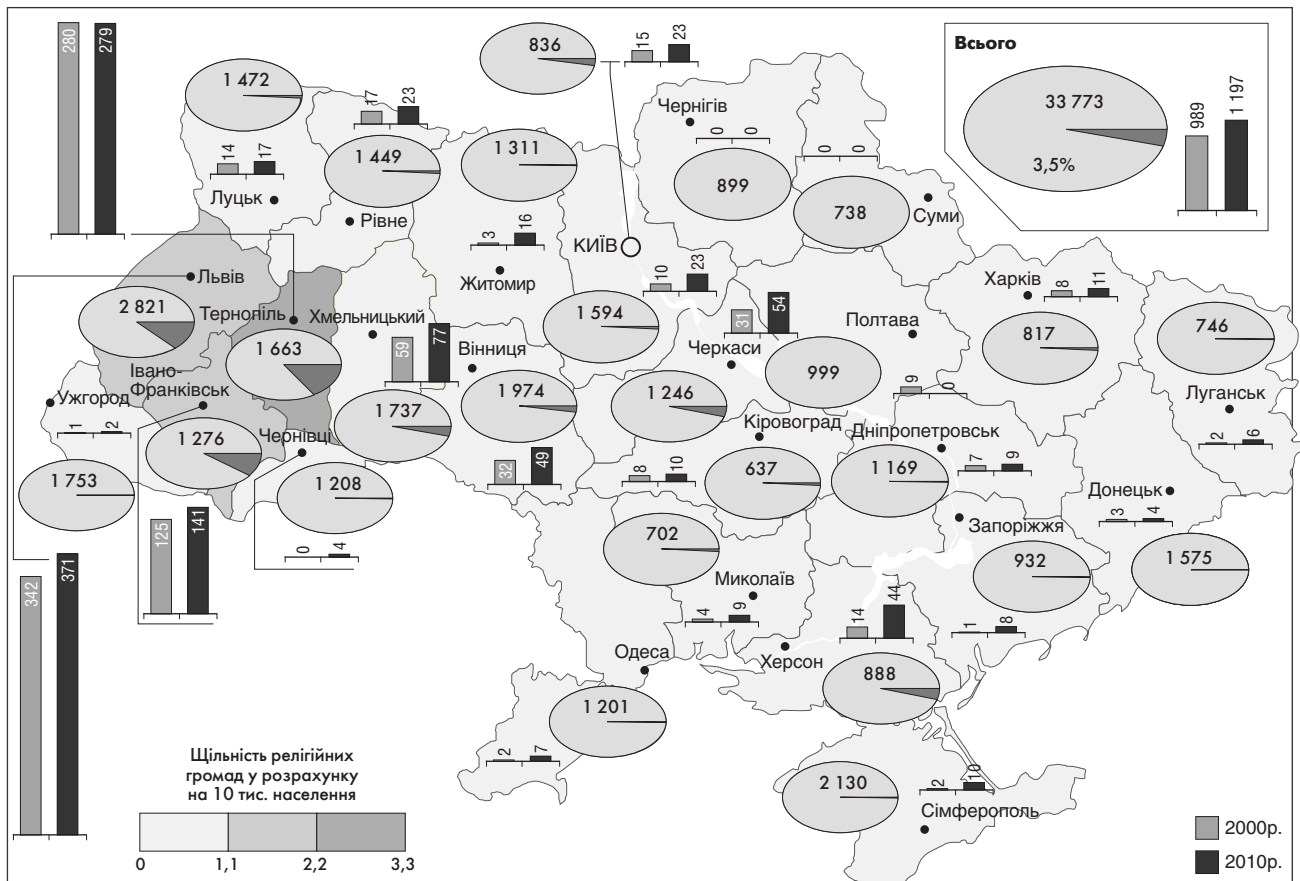 280
279
1 472
17
23
836
15
23
Всього
33 773
3,5%
989
1 197
Чернігів
0
0
0
0
14
17
1 449
1 311
899
738
Луцьк
Рівне
Суми
3
16
КИЇВ
Житомир
10
23
Харків
8
11
Львів
2 821
Тернопіль
Хмельницький
1 594
31
54
Полтава
817
746
59
77
Вінниця
Черкаси
1 663
Івано-
Франківськ
999
Ужгород
1
2
1 737
1 974
1 246
9
0
Луганськ
2
6
1 276
Чернівці
Кіровоград
Дніпропетровськ
1 753
1 208
32
49
8
10
637
1 169
7
9
Донецьк
3
4
125
141
0
4
702
Запоріжжя
932
1 575
342
371
Миколаїв
4
9
14
44
1
8
Одеса
Херсон
888
1 201
2
7
Щільність релігійних
громад у розрахунку
на 10 тис. населення
0
1,1
2,2
3,3
2 130
2
10
Сімферополь
2000р.
2010р.